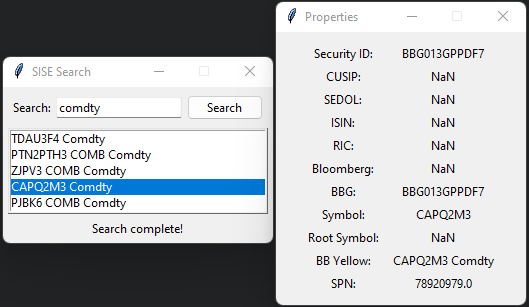 SISE Search
Search: comdty Search
TDAU3F4 Comdty
PTN2PTH3 COMB Comdty
ZJPV3 COMB Comdty
CAPQ2M3 Comdty
PJBK6 COMB Comdty
Search complete!
Properties
Security ID: BBG013GPPDF7
CUSIP: NaN
SEDOL: NaN
ISIN: NaN
RIC: NaN
Bloomberg: NaN
BBG: BBG013GPPDF7
Symbol: CAPQ2M3
Root Symbol: NaN
BB Yellow: CAPQ2M3 Comdty
SPN: 78920979.0